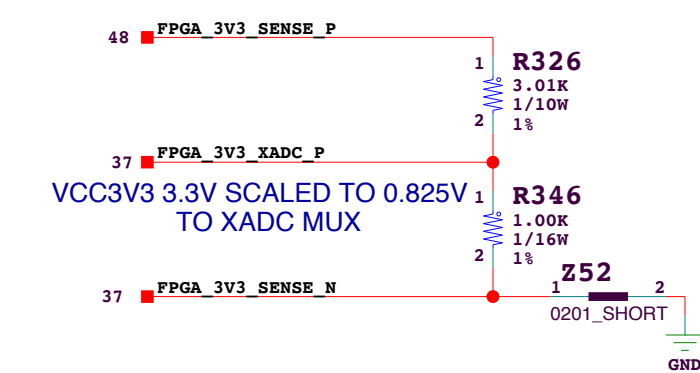 48 FPGA_3V3_SENSE_P
1 R326
3.01K
1/10W
2 1%
37 FPGA_3V3_XADC_P
VCC3V3 3.3V SCALED TO 0.825V
TO XADC MUX
1 R346
1.00K
1/16W
2 1%
37 FPGA_3V3_SENSE_N
Z52
1 2
0201_SHORT
GND